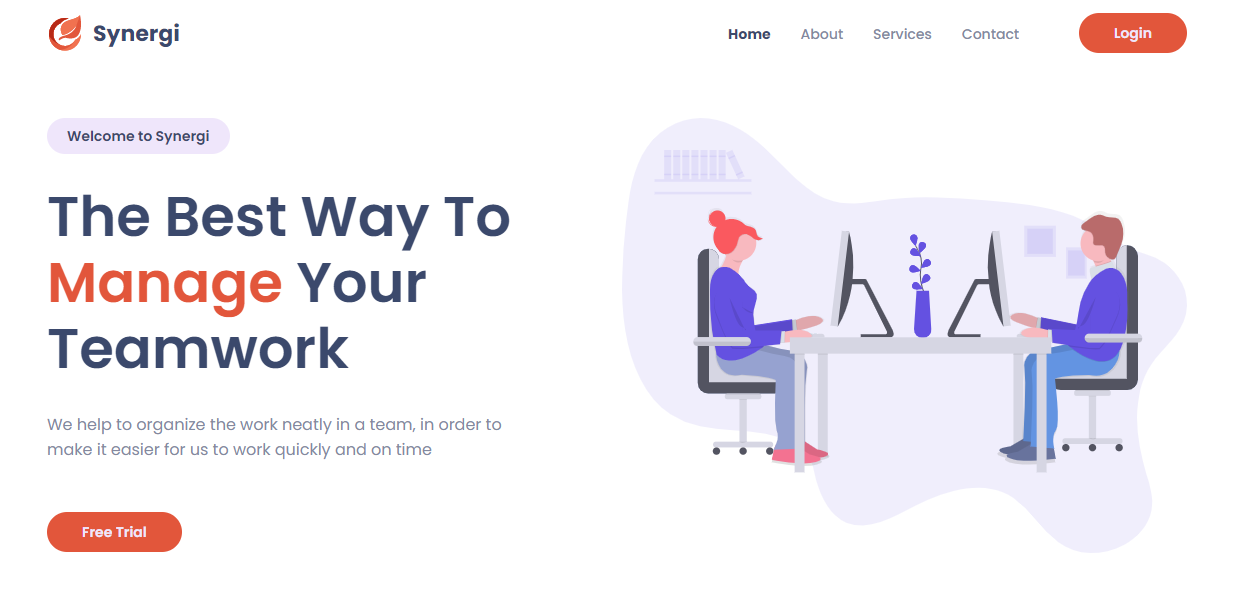 Synergi
Home About Services Contact Login
Welcome to Synergi
The Best Way To
Manage Your
Teamwork
We help to organize the work neatly in a team, in order to
make it easier for us to work quickly and on time
Free Trial